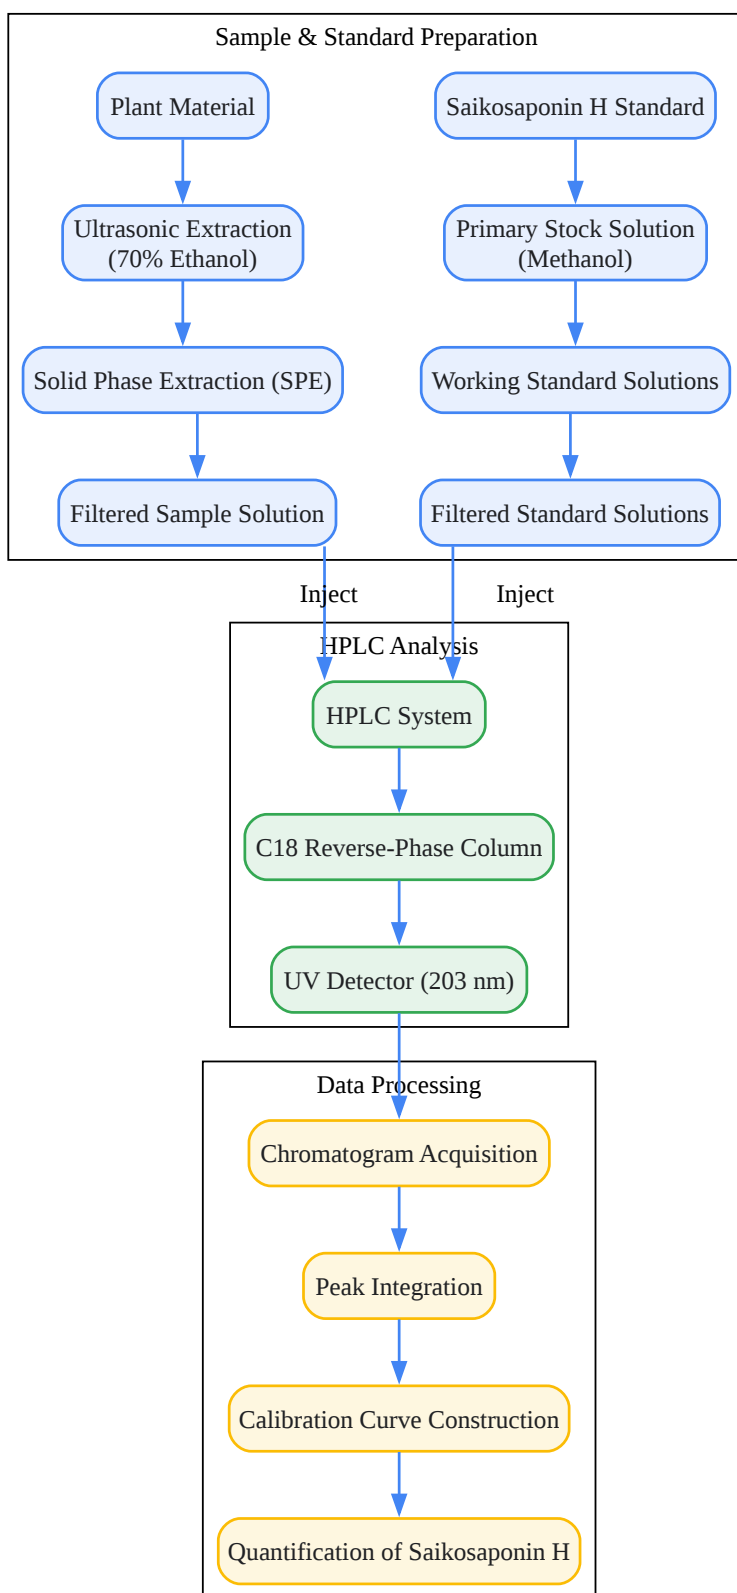 Sample & Standard Preparation
Plant Material
Saikosaponin H Standard
Ultrasonic Extraction
(70% Ethanol)
Primary Stock Solution
(Methanol)
Solid Phase Extraction (SPE)
Working Standard Solutions
Filtered Sample Solution
Filtered Standard Solutions
Inject
Inject
HPLC Analysis
HPLC System
C18 Reverse-Phase Column
UV Detector (203 nm)
Data Processing
Chromatogram Acquisition
Peak Integration
Calibration Curve Construction
Quantification of Saikosaponin H